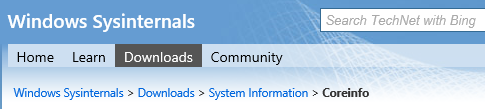 Windows Sysinternals
Search TechNet with Bing
Home Learn Downloads Community
Windows Sysinternals > Downloads > System Information > Coreinfo